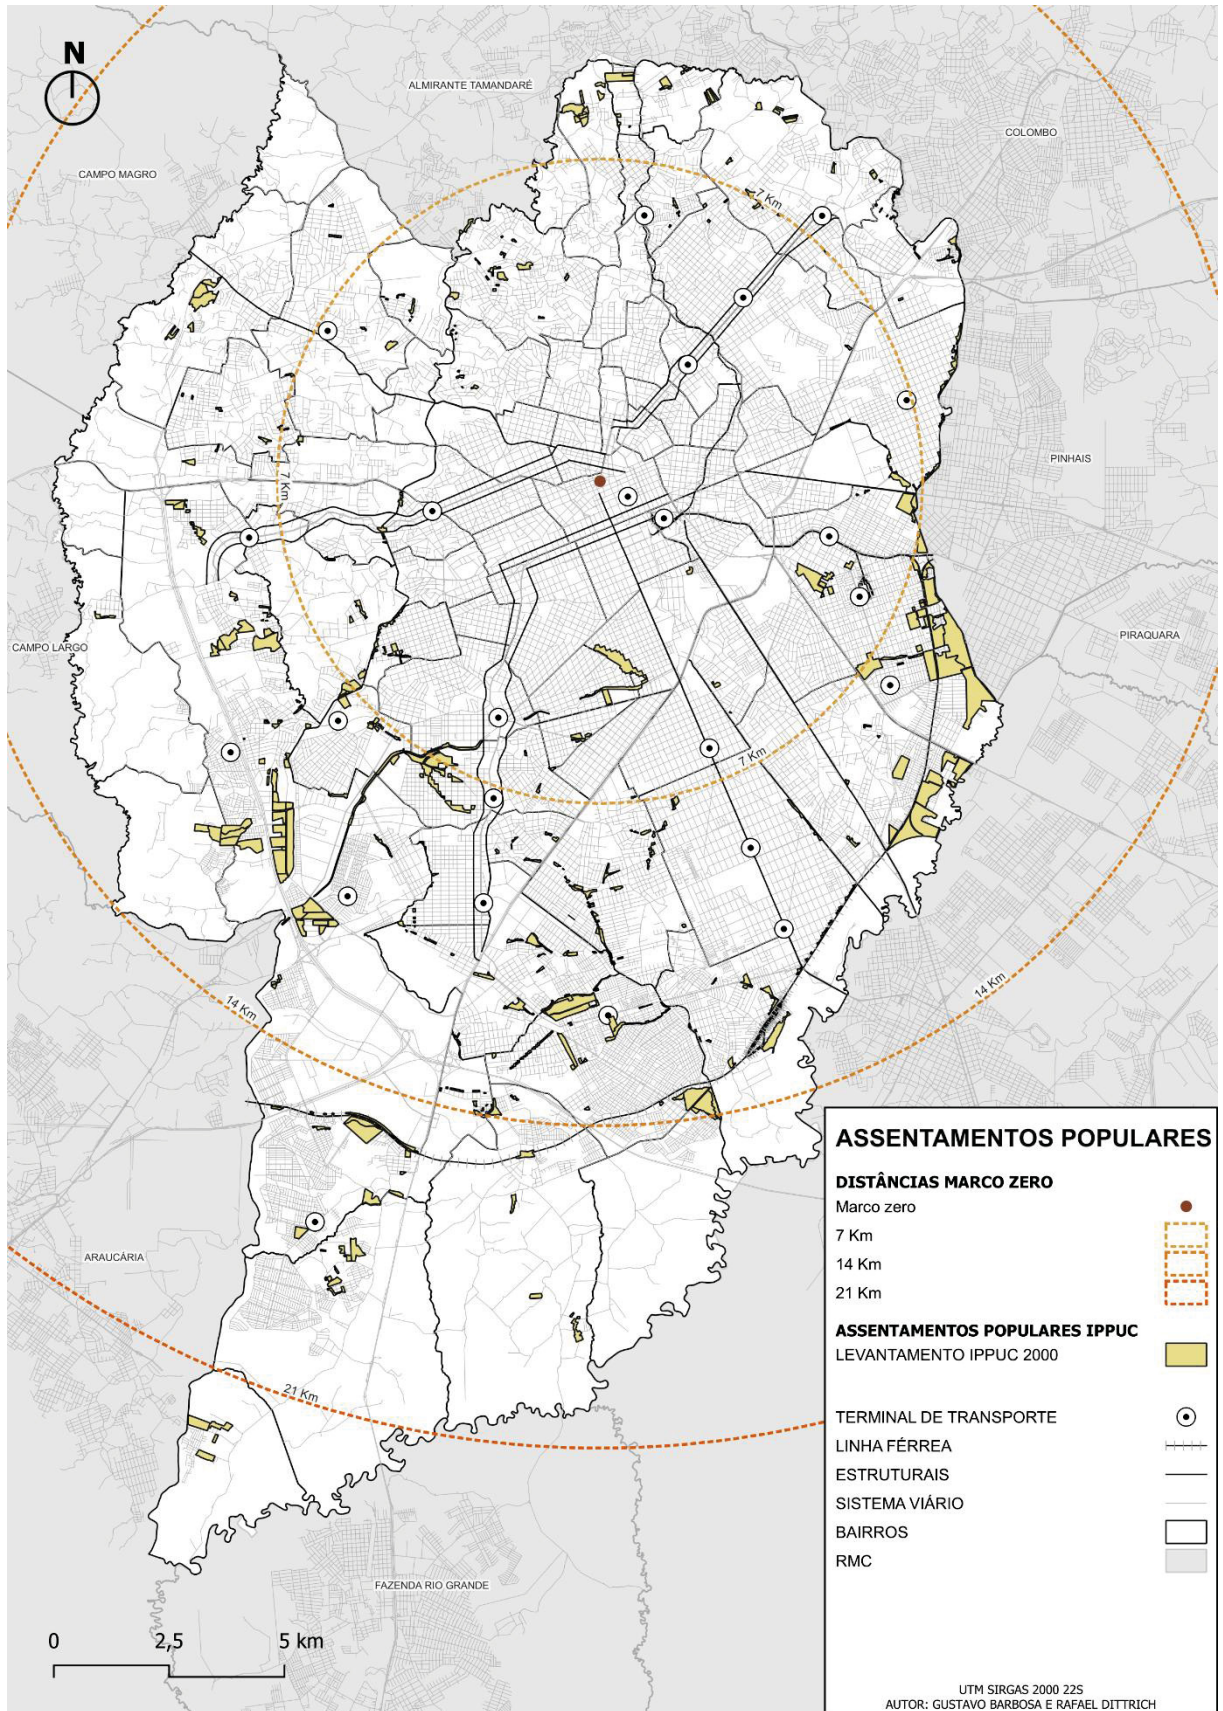 N
ALMIRANTE TAMANDARÉ
COLOMBO
CAMPO MAGRO
7 Km
PINHAIS
7 Km
PIRAQUARA
CAMPO LARGO
7 Km
14 Km
14 Km
ARAUCÁRIA
21 Km
FAZENDA RIO GRANDE
0 2,5 5 km
ASSENTAMENTOS POPULARES
DISTÂNCIAS MARCO ZERO
Marco zero
7 Km
14 Km
21 Km
ASSENTAMENTOS POPULARES IPPUC
LEVANTAMENTO IPPUC 2000
TERMINAL DE TRANSPORTE
LINHA FÉRREA
ESTRUTURAIS
SISTEMA VIÁRIO
BAIRROS
RMC
UTM SIRGAS 2000 22S
AUTOR: GUSTAVO BARBOSA E RAFAEL DITTRICH